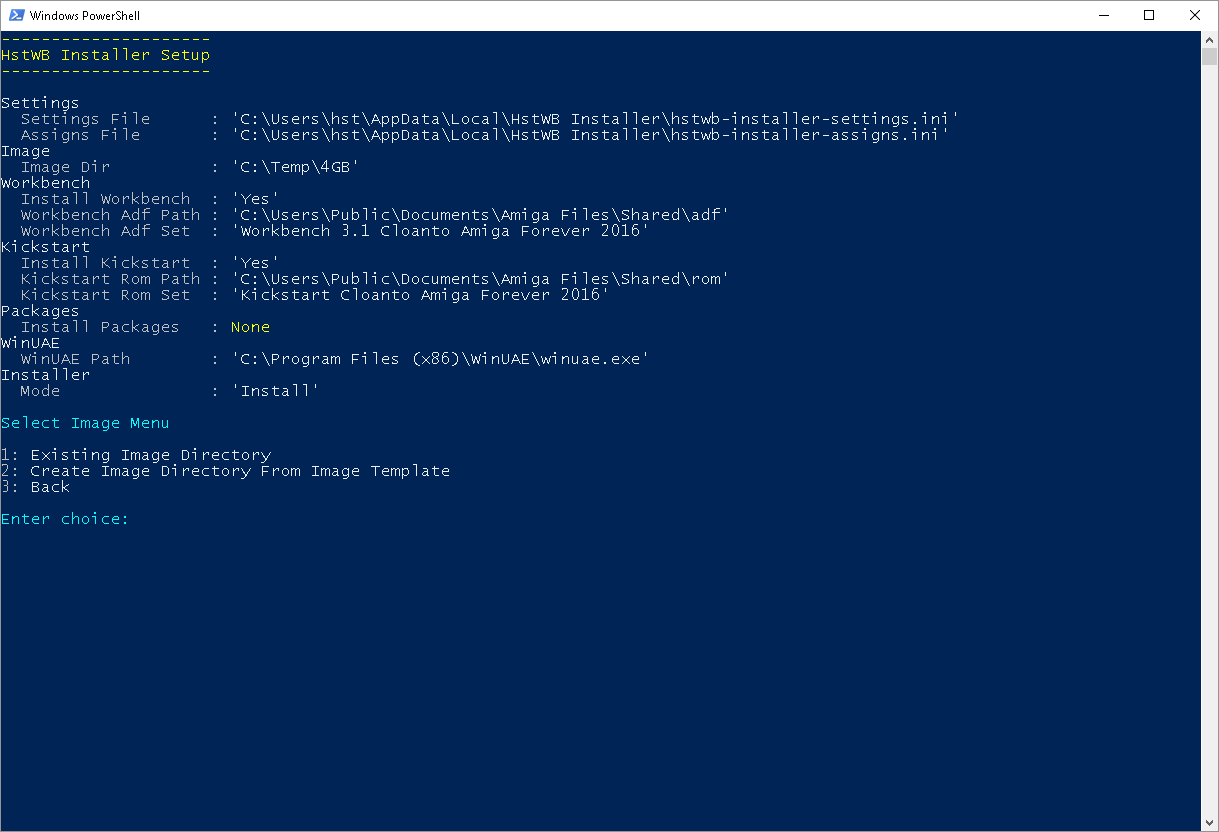 Windows PowerShell
---------------------
HstWB Installer Setup
---------------------
Settings
  Settings File      : 'C:\Users\hst\AppData\Local\HstWB Installer\hstwb-installer-settings.ini'
  Assigns File       : 'C:\Users\hst\AppData\Local\HstWB Installer\hstwb-installer-assigns.ini'
Image
  Image Dir          : 'C:\Temp\4GB'
Workbench
  Install Workbench  : 'Yes'
  Workbench Adf Path : 'C:\Users\Public\Documents\Amiga Files\Shared\adf'
  Workbench Adf Set  : 'Workbench 3.1 Cloanto Amiga Forever 2016'
Kickstart
  Install Kickstart  : 'Yes'
  Kickstart Rom Path : 'C:\Users\Public\Documents\Amiga Files\Shared\rom'
  Kickstart Rom Set  : 'Kickstart Cloanto Amiga Forever 2016'
Packages
  Install Packages   : None
WinUAE
  WinUAE Path        : 'C:\Program Files (x86)\WinUAE\winuae.exe'
Installer
  Mode               : 'Install'
Select Image Menu
1: Existing Image Directory
2: Create Image Directory From Image Template
3: Back
Enter choice: